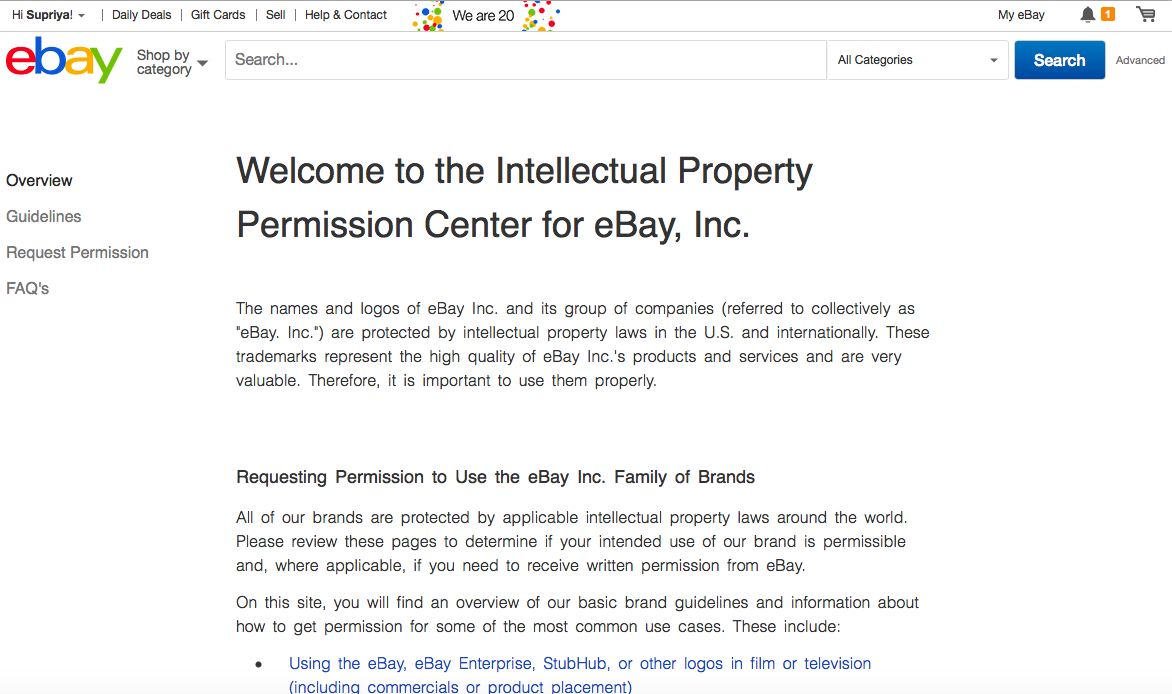 Hi Supriya! Daily Deals Gift Cards Sell Help & Contact We are 20 My eBay 1
ebay Shop by category Search... All Categories Search Advanced
Welcome to the Intellectual Property
Permission Center for eBay, Inc.
Overview
Guidelines
Request Permission
FAQ's
The names and logos of eBay Inc. and its group of companies (referred to collectively as
"eBay. Inc.") are protected by intellectual property laws in the U.S. and internationally. These
trademarks represent the high quality of eBay Inc.'s products and services and are very
valuable. Therefore, it is important to use them properly.
Requesting Permission to Use the eBay Inc. Family of Brands
All of our brands are protected by applicable intellectual property laws around the world.
Please review these pages to determine if your intended use of our brand is permissible
and, where applicable, if you need to receive written permission from eBay.
On this site, you will find an overview of our basic brand guidelines and information about
how to get permission for some of the most common use cases. These include:
• Using the eBay, eBay Enterprise, StubHub, or other logos in film or television
(including commercials or product placement)